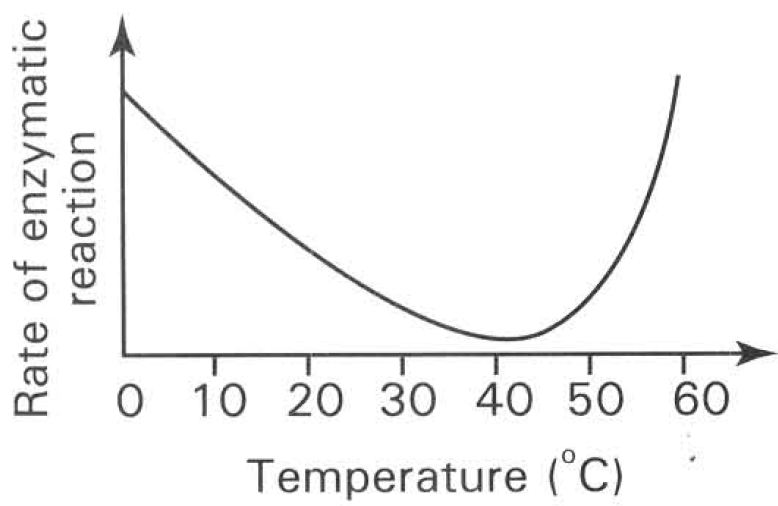 Rate of enzymatic
reaction
0 10 20 30 40 50 60
Temperature (°C)